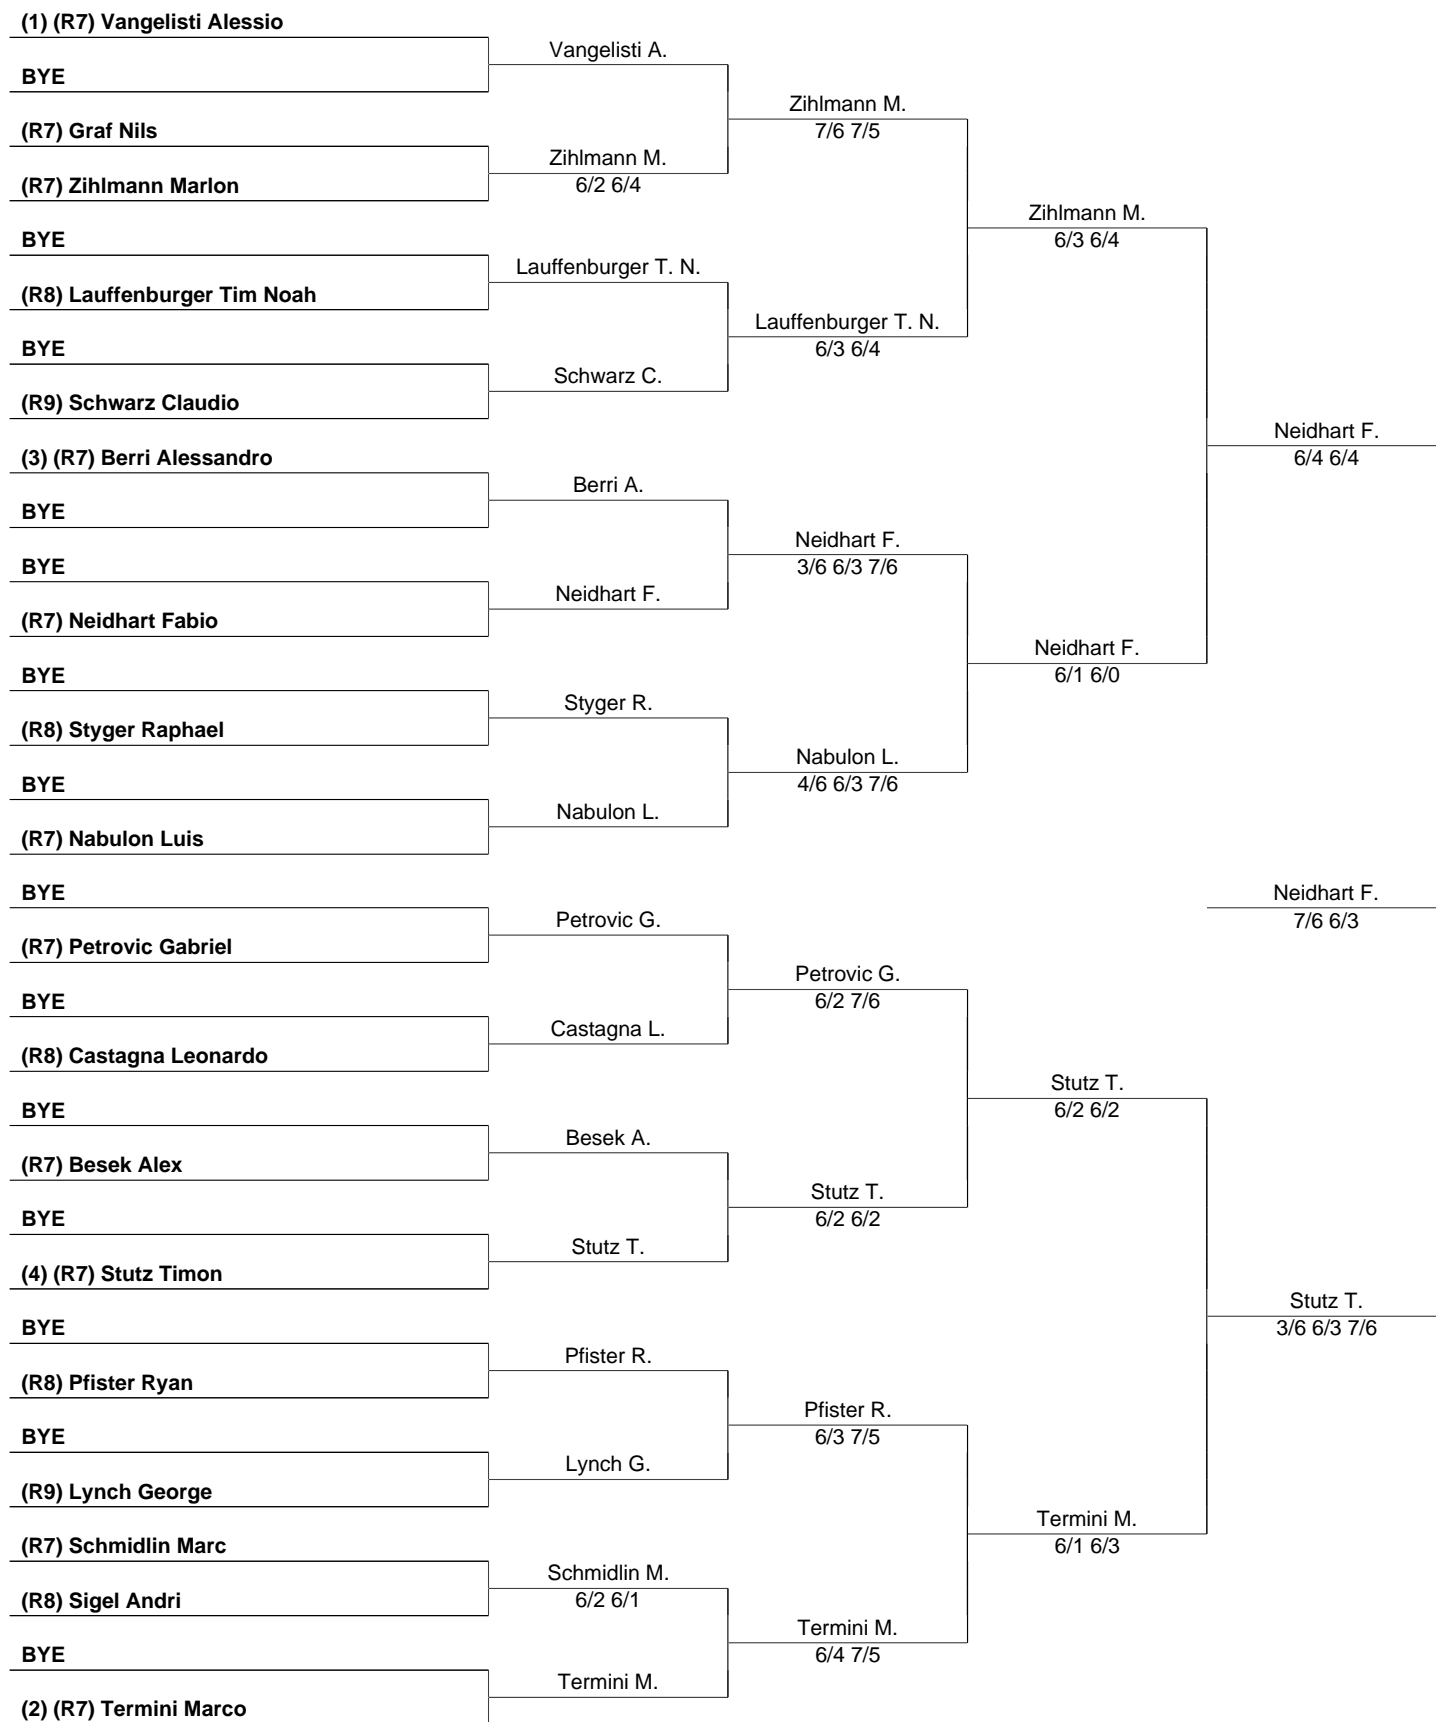 (1) (R7) Vangelisti Alessio
Vangelisti A.
BYE
Zihlmann M.
7/6 7/5
(R7) Graf Nils
Zihlmann M.
6/2 6/4
(R7) Zihlmann Marlon
Zihlmann M.
6/3 6/4
BYE
Lauffenburger T. N.
(R8) Lauffenburger Tim Noah
Lauffenburger T. N.
6/3 6/4
BYE
Schwarz C.
(R9) Schwarz Claudio
Neidhart F.
6/4 6/4
(3) (R7) Berri Alessandro
Berri A.
BYE
Neidhart F.
3/6 6/3 7/6
BYE
Neidhart F.
(R7) Neidhart Fabio
Neidhart F.
6/1 6/0
BYE
Styger R.
(R8) Styger Raphael
Nabulon L.
4/6 6/3 7/6
BYE
Nabulon L.
(R7) Nabulon Luis
BYE
Neidhart F.
7/6 6/3
Petrovic G.
(R7) Petrovic Gabriel
Petrovic G.
6/2 7/6
BYE
Castagna L.
(R8) Castagna Leonardo
Stutz T.
6/2 6/2
BYE
Besek A.
(R7) Besek Alex
Stutz T.
6/2 6/2
BYE
Stutz T.
(4) (R7) Stutz Timon
Stutz T.
3/6 6/3 7/6
BYE
Pfister R.
(R8) Pfister Ryan
Pfister R.
6/3 7/5
BYE
Lynch G.
(R9) Lynch George
Termini M.
6/1 6/3
(R7) Schmidlin Marc
Schmidlin M.
6/2 6/1
(R8) Sigel Andri
Termini M.
6/4 7/5
BYE
Termini M.
(2) (R7) Termini Marco